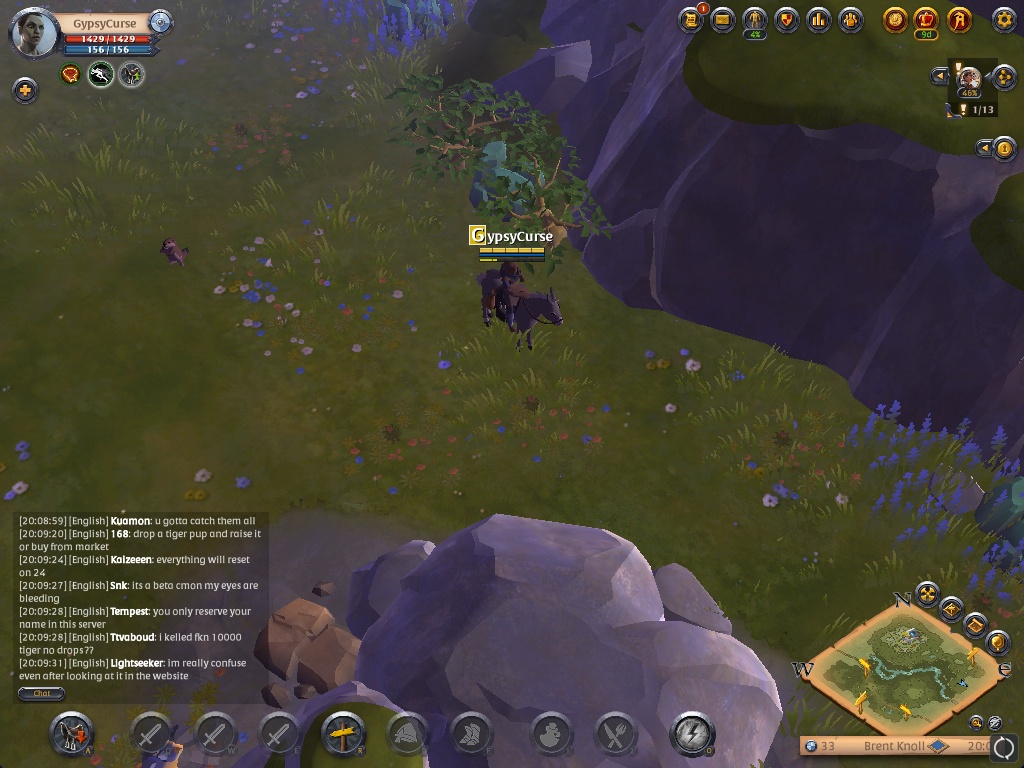 GypsyCurse
1429 / 1429
156 / 156
1
4%
9d
46%
1/13
GypsyCurse
[20:08:59] [English] Kuamon: u gotta catch them all
[20:09:20] [English] 168: drop a tiger pup and raise it
or buy from market
[20:09:24] [English] Kaizeeen: everything will reset
on 24
[20:09:27] [English] Snk: its a beta cmon my eyes are
bleeding
[20:09:28] [English] Tempest: you only reserve your
name in this server
[20:09:28] [English] Ttvaboud: i kelled fkn 10000
tiger no drops??
[20:09:31] [English] Lightseeker: im really confuse
even after looking at it in the website
Chat
N
W
E
A
W
E
R
33
Brent Knoll